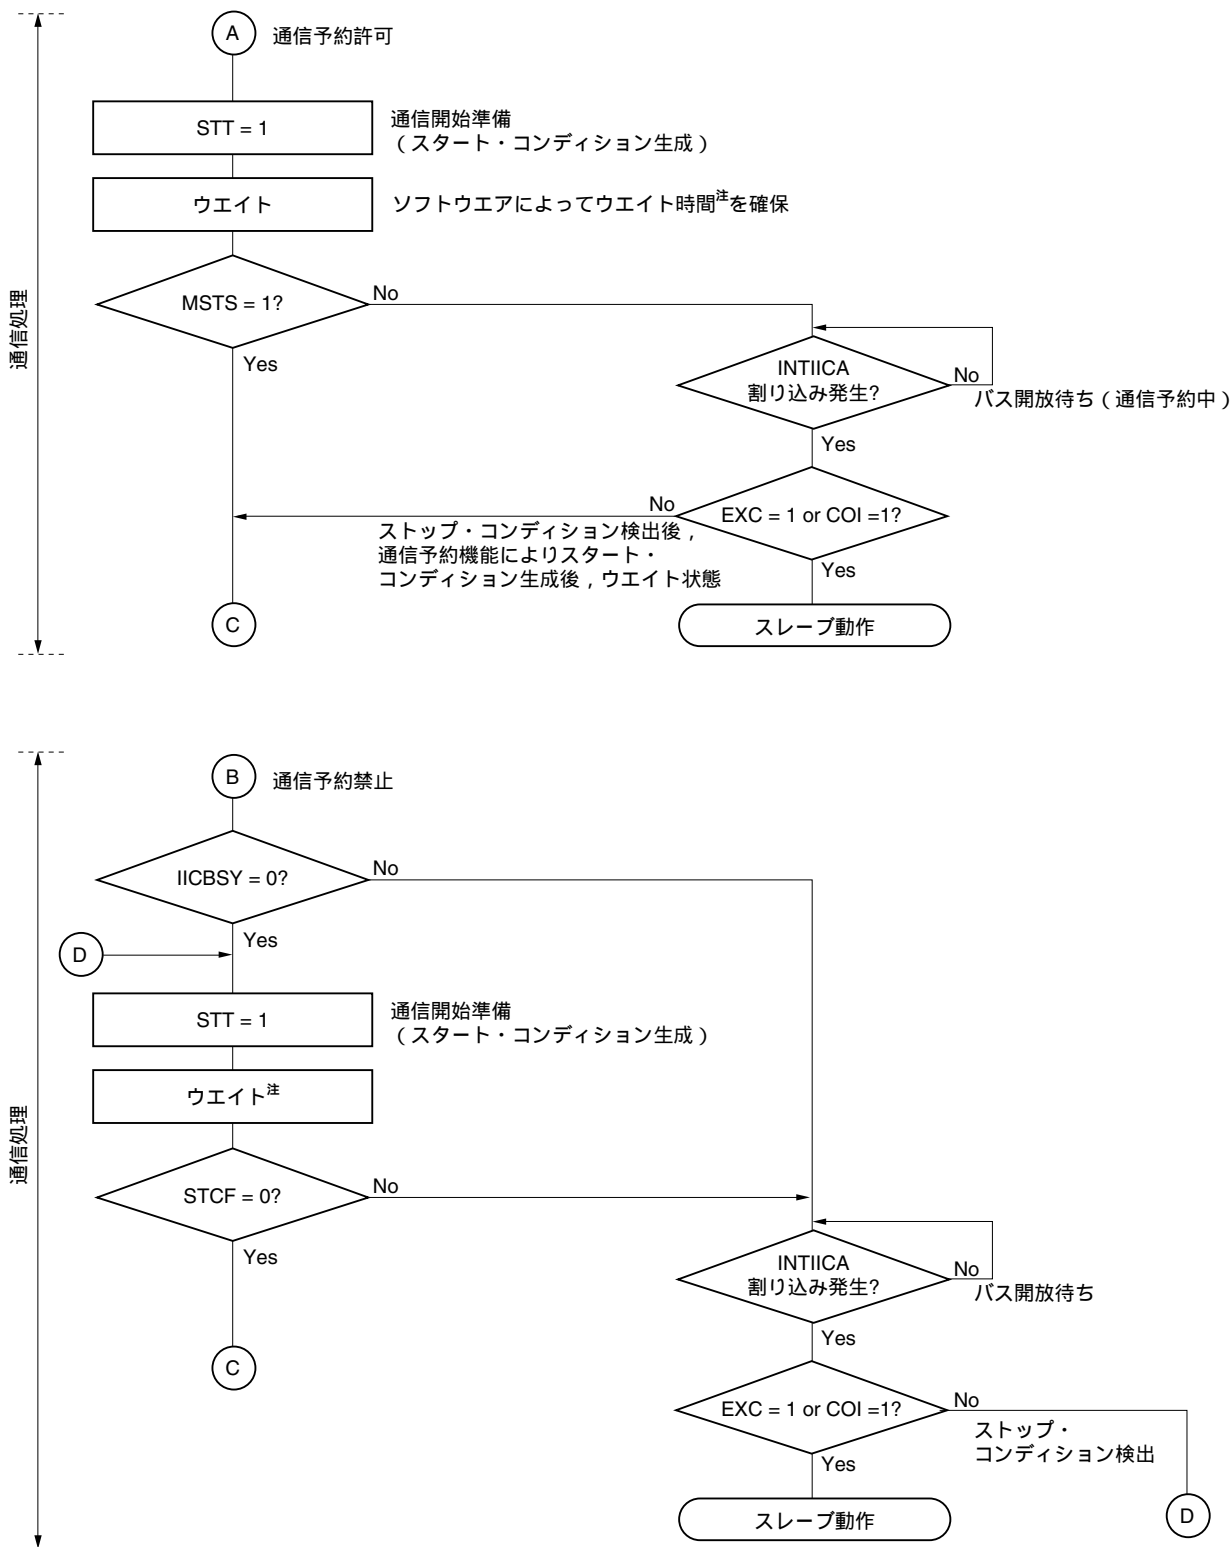 A 通信予約許可
STT = 1
通信開始準備
（スタート・コンディション生成）
ウエイト
ソフトウエアによってウエイト時間注を確保
MSTS = 1?
No
Yes
通信処理
INTIICA
割り込み発生?
No
バス開放待ち（通信予約中）
Yes
EXC = 1 or COI =1?
No
ストップ・コンディション検出後，
通信予約機能によりスタート・
コンディション生成後，ウエイト状態
Yes
C
スレーブ動作
B 通信予約禁止
IICBSY = 0?
No
Yes
D
STT = 1
通信開始準備
（スタート・コンディション生成）
ウエイト注
通信処理
STCF = 0?
No
Yes
INTIICA
割り込み発生?
No
バス開放待ち
Yes
C
EXC = 1 or COI =1?
No
ストップ・
コンディション検出
Yes
スレーブ動作
D